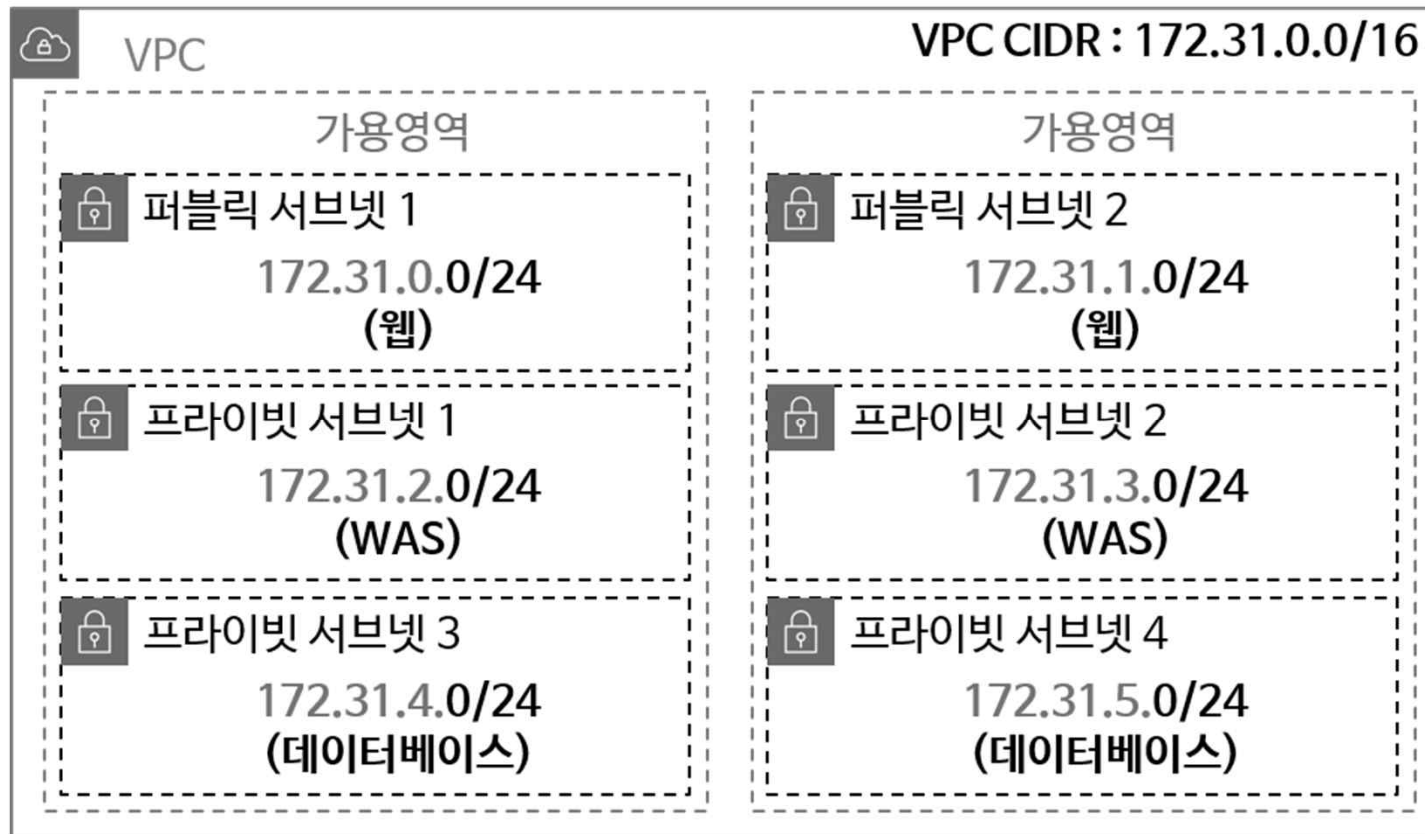 VPC
VPC CIDR : 172.31.0.0/16
가용영역
퍼블릭 서브넷 1
172.31.0.0/24
(웹)
프라이빗 서브넷 1
172.31.2.0/24
(WAS)
프라이빗 서브넷 3
172.31.4.0/24
(데이터베이스)
가용영역
퍼블릭 서브넷 2
172.31.1.0/24
(웹)
프라이빗 서브넷 2
172.31.3.0/24
(WAS)
프라이빗 서브넷 4
172.31.5.0/24
(데이터베이스)